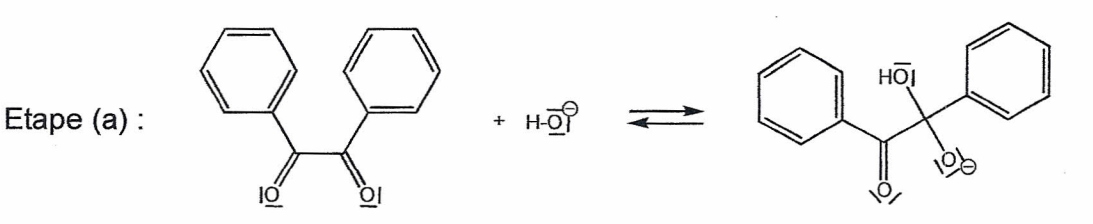 Etape (a) :
O O + H-O⊖
HO O O⊖